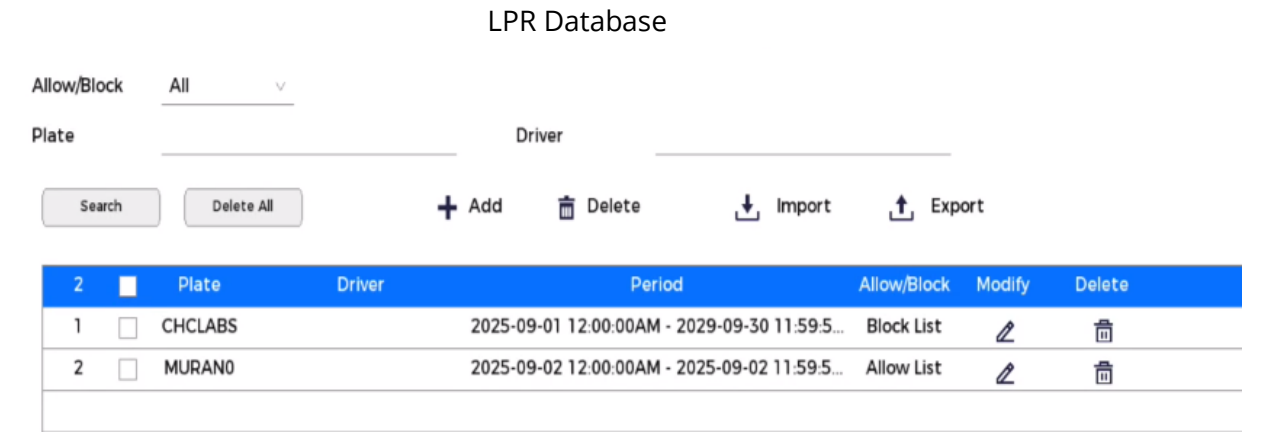 LPR Database
Allow/Block All
Plate Driver
Search Delete All Add Delete Import Export
2 Plate Driver Period Allow/Block Modify Delete
1 CHCLABS 2025-09-01 12:00:00AM - 2029-09-30 11:59:5... Block List
2 MURAN0 2025-09-02 12:00:00AM - 2025-09-02 11:59:5... Allow List